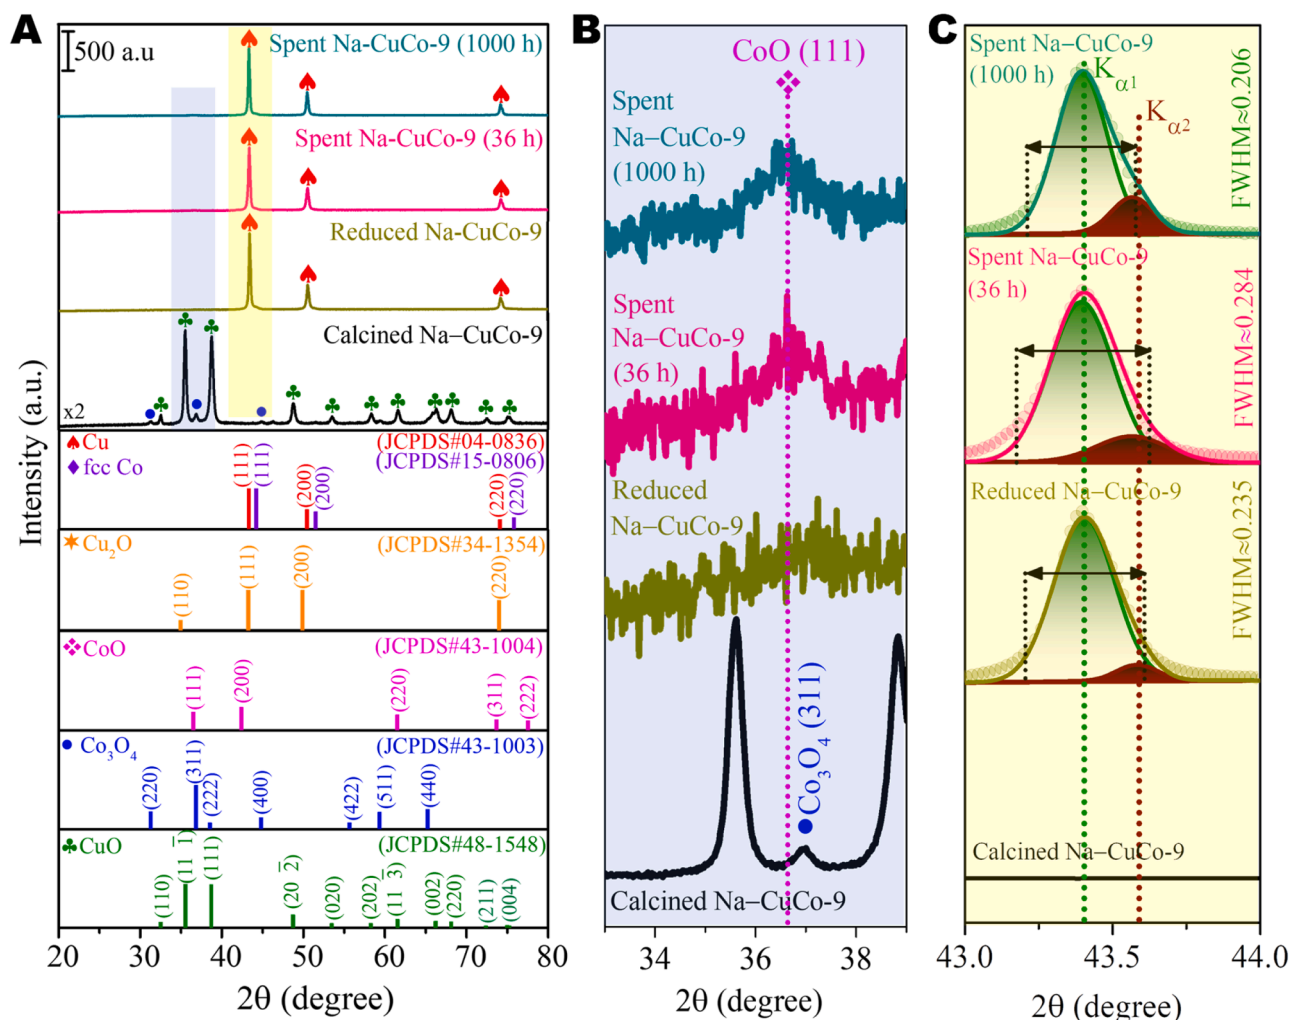 A
500 a.u
Spent Na-CuCo-9 (1000 h)
Spent Na-CuCo-9 (36 h)
Reduced Na-CuCo-9
Calcined Na–CuCo-9
x2
Intensity (a.u.)
Cu
(JCPDS#04-0836)
fcc Co
(JCPDS#15-0806)
(111)
(111)
(200)
(200)
(220)
(220)
Cu₂O
(JCPDS#34-1354)
(110)
(111)
(200)
(220)
CoO
(JCPDS#43-1004)
(111)
(200)
(220)
(311)
(222)
Co₃O₄
(JCPDS#43-1003)
(220)
(311)
(222)
(400)
(422)
(511)
(440)
CuO
(JCPDS#48-1548)
(110)
(11 1̅)
(111)
(20 2̅)
(020)
(202)
(11 3̅)
(002)
(220)
(211)
(004)
20 30 40 50 60 70 80
2θ (degree)
B
CoO (111)
Spent
Na–CuCo-9
(1000 h)
Spent
Na–CuCo-9
(36 h)
Reduced
Na–CuCo-9
Co₃O₄ (311)
Calcined Na–CuCo-9
34 36 38
2θ (degree)
C
Spent Na–CuCo-9
(1000 h)
Kα1
Kα2
FWHM≈0.206
Spent Na–CuCo-9
(36 h)
FWHM≈0.284
Reduced Na–CuCo-9
FWHM≈0.235
Calcined Na–CuCo-9
43.0 43.5 44.0
2θ (degree)